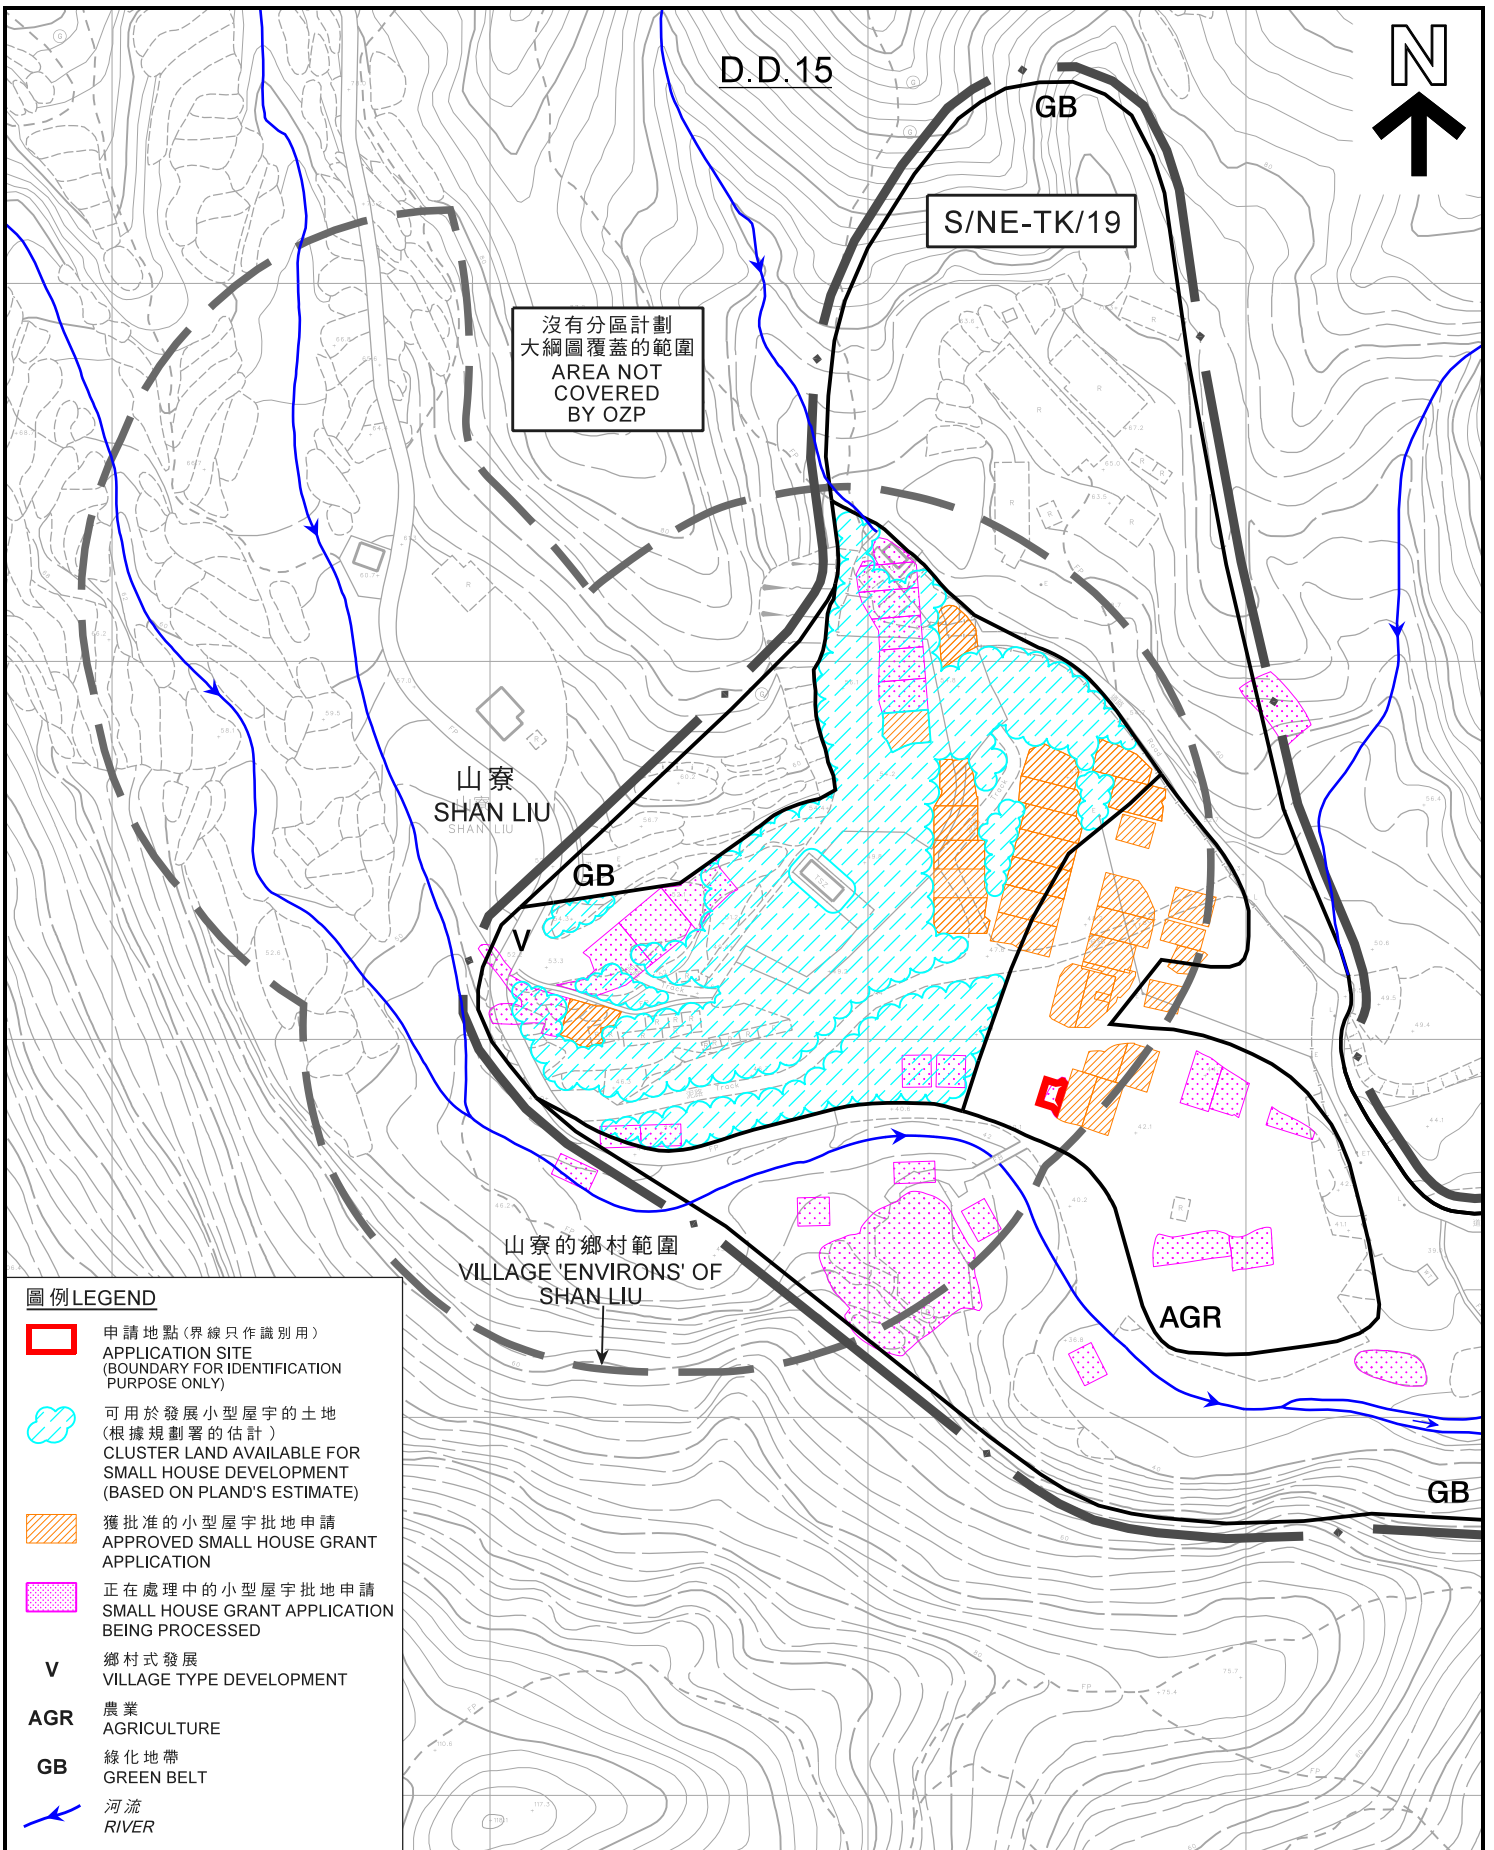 D.D.15
N
GB
S/NE-TK/19
沒有分區計劃
大綱圖覆蓋的範圍
AREA NOT
COVERED
BY OZP
山寮
SHAN LIU
山寮
SHAN LIU
GB
V
山寮的鄉村範圍
VILLAGE 'ENVIRONS' OF
SHAN LIU
AGR
GB
圖例 LEGEND
申請地點 (界線只作識別用)
APPLICATION SITE
(BOUNDARY FOR IDENTIFICATION
PURPOSE ONLY)
可用於發展小型屋宇的土地
(根據規劃署的估計)
CLUSTER LAND AVAILABLE FOR
SMALL HOUSE DEVELOPMENT
(BASED ON PLAND'S ESTIMATE)
獲批准的小型屋宇批地申請
APPROVED SMALL HOUSE GRANT
APPLICATION
正在處理中的小型屋宇批地申請
SMALL HOUSE GRANT APPLICATION
BEING PROCESSED
V 鄉村式發展
VILLAGE TYPE DEVELOPMENT
AGR 農業
AGRICULTURE
GB 綠化地帶
GREEN BELT
河流
RIVER